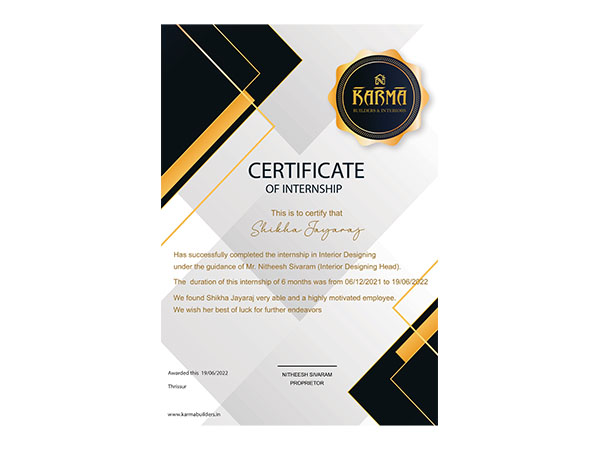 KARMA
BUILDERS & INTERIORS
CERTIFICATE
OF INTERNSHIP
This is to certify that
Shikha Jayaraj
Has successfully completed the internship in Interior Designing
under the guidance of Mr. Nitheesh Sivaram (Interior Designing Head).
The duration of this internship of 6 months was from 06/12/2021 to 19/06/2022
We found Shikha Jayaraj very able and a highly motivated employee.
We wish her best of luck for further endeavors
Awarded this 19/06/2022
Thrissur
NITHEESH SIVARAM
PROPRIETOR
www.karmabuilders.in